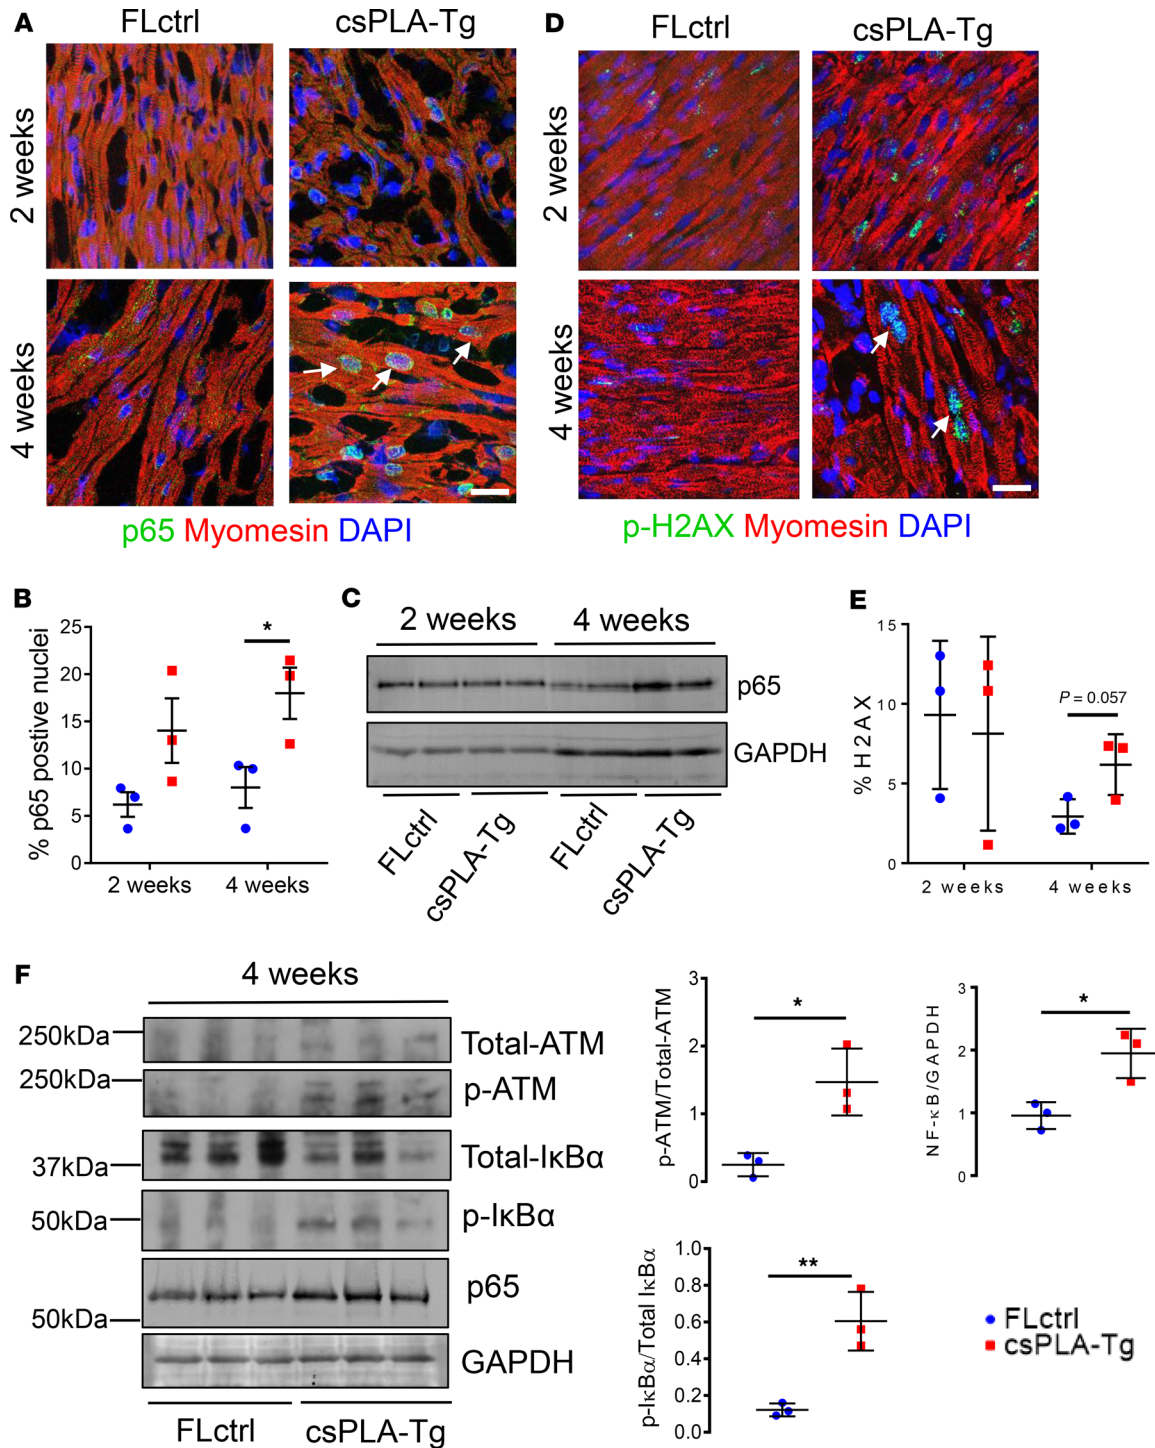 A
FLctrl
csPLA-Tg
2 weeks
4 weeks
p65 Myomesin DAPI
D
FLctrl
csPLA-Tg
2 weeks
4 weeks
p-H2AX Myomesin DAPI
B
% p65 postive nuclei
25
20
15
10
5
0
*
2 weeks
4 weeks
C
2 weeks
4 weeks
p65
GAPDH
FLctrl
csPLA-Tg
FLctrl
csPLA-Tg
E
% H2AX
15
10
5
0
P = 0.057
2 weeks
4 weeks
F
4 weeks
250kDa
Total-ATM
250kDa
p-ATM
37kDa
Total-IκBα
50kDa
p-IκBα
p65
50kDa
GAPDH
FLctrl
csPLA-Tg
p-ATM/Total-ATM
3
2
1
0
*
NF-κB/GAPDH
3
2
1
0
*
p-IκBα/Total IκBα
1.0
0.8
0.6
0.4
0.2
0.0
**
FLctrl
csPLA-Tg